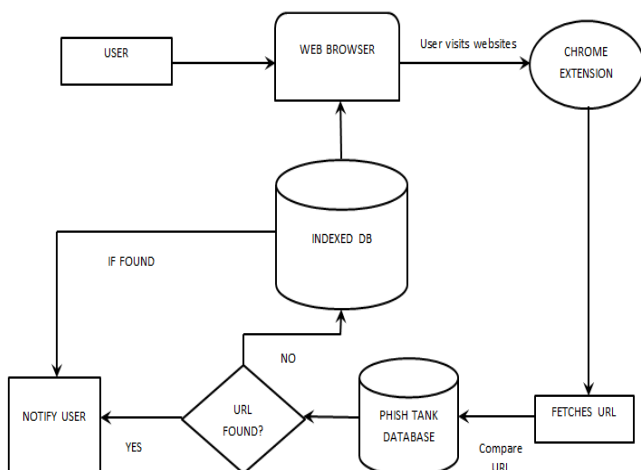 USER
WEB BROWSER
User visits websites
CHROME
EXTENSION
INDEXED DB
IF FOUND
NO
NOTIFY USER
YES
URL
FOUND?
PHISH TANK
DATABASE
Compare
URL
FETCHES URL